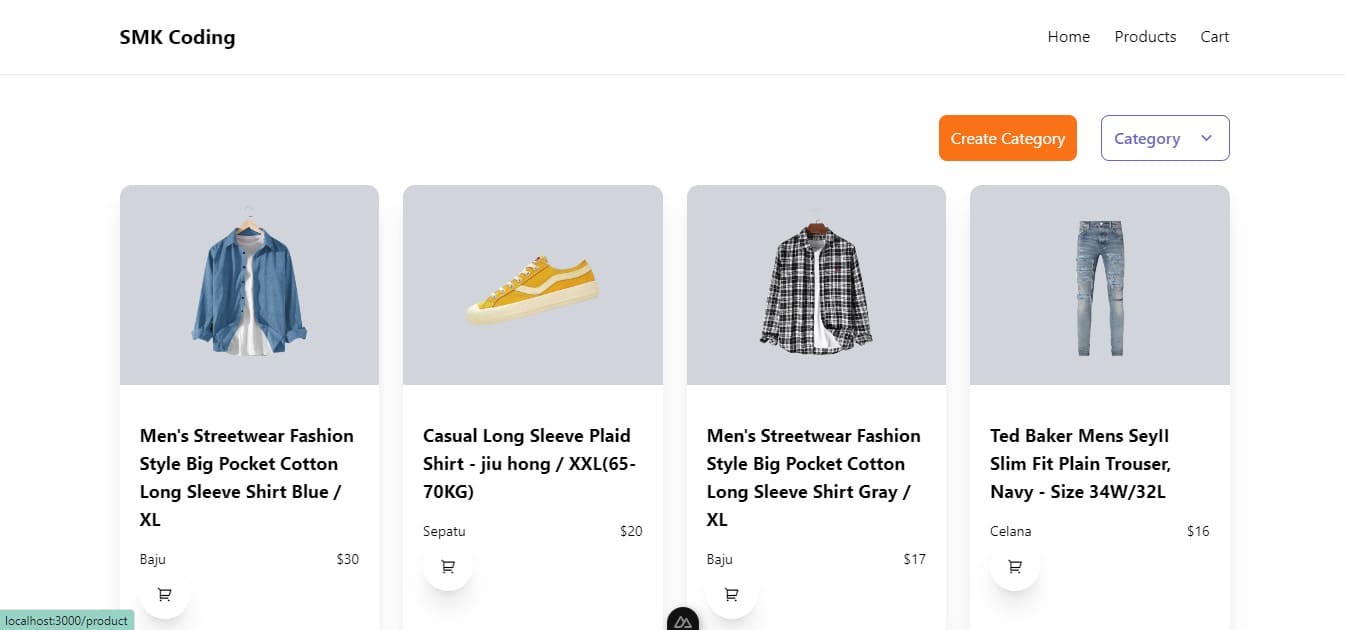 SMK Coding
Home Products Cart
Create Category
Category
Men's Streetwear Fashion
Style Big Pocket Cotton
Long Sleeve Shirt Blue /
XL
Baju $30
Casual Long Sleeve Plaid
Shirt - jiu hong / XXL(65-
70KG)
Sepatu $20
Men's Streetwear Fashion
Style Big Pocket Cotton
Long Sleeve Shirt Gray /
XL
Baju $17
Ted Baker Mens SeyII
Slim Fit Plain Trouser,
Navy - Size 34W/32L
Celana $16
localhost:3000/product